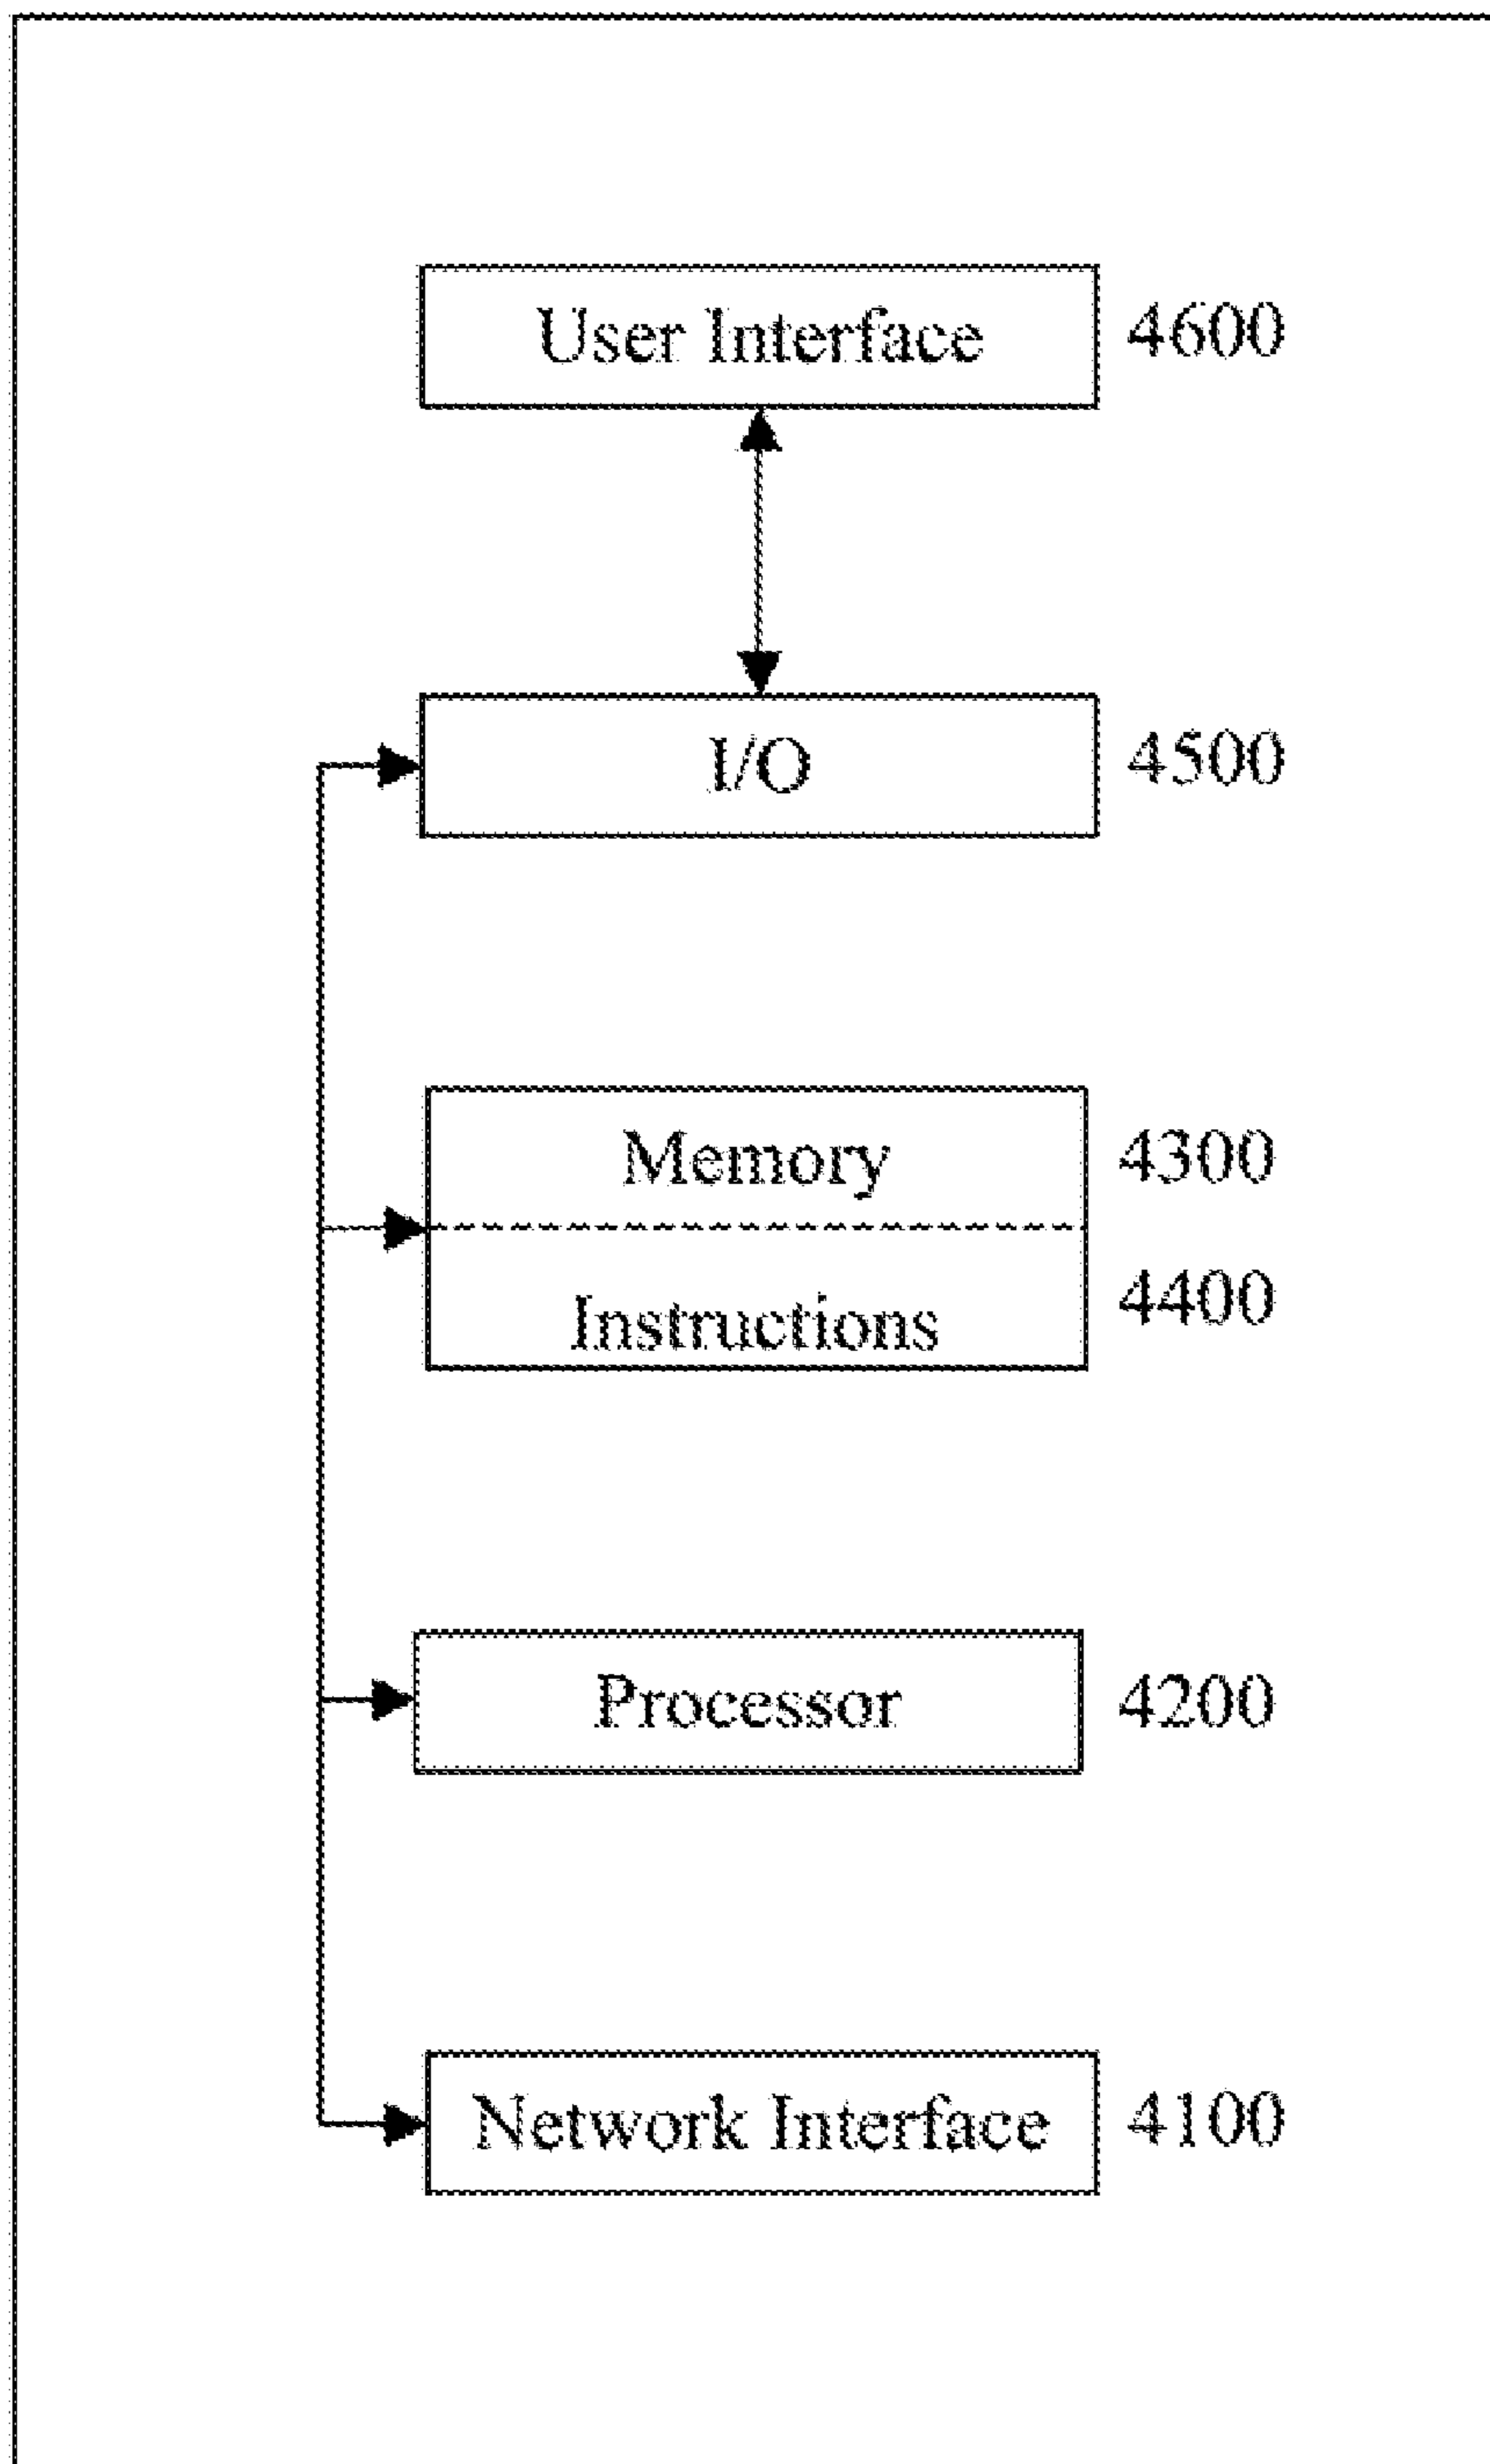 User Interface 4600
I/O 4500
Memory 4300
Instructions 4400
Processor 4200
Network Interface 4100